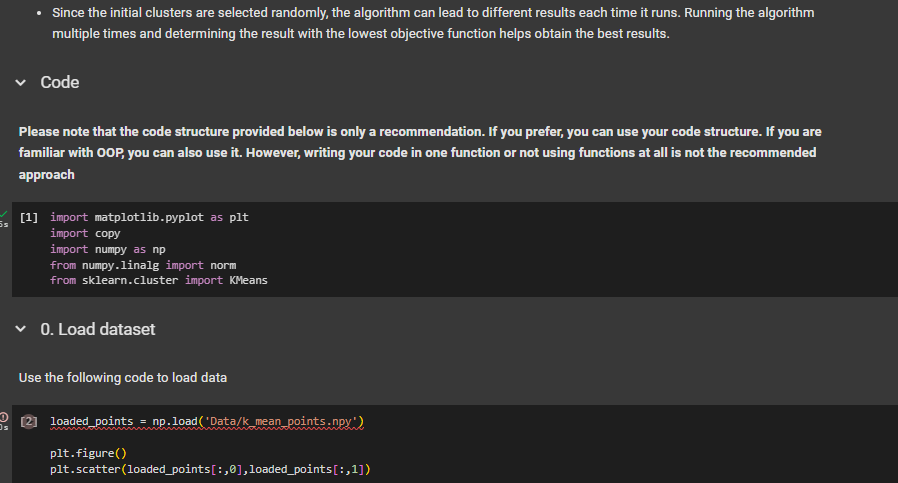 • Since the initial clusters are selected randomly, the algorithm can lead to different results each time it runs. Running the algorithm
multiple times and determining the result with the lowest objective function helps obtain the best results.
Code
Please note that the code structure provided below is only a recommendation. If you prefer, you can use your code structure. If you are
familiar with OOP, you can also use it. However, writing your code in one function or not using functions at all is not the recommended
approach
[1] import matplotlib.pyplot as plt
import copy
import numpy as np
from numpy.linalg import norm
from sklearn.cluster import KMeans
0. Load dataset
Use the following code to load data
[2] loaded_points = np.load('Data/k_mean_points.npy')
plt.figure()
plt.scatter(loaded_points[:,0],loaded_points[:,1])